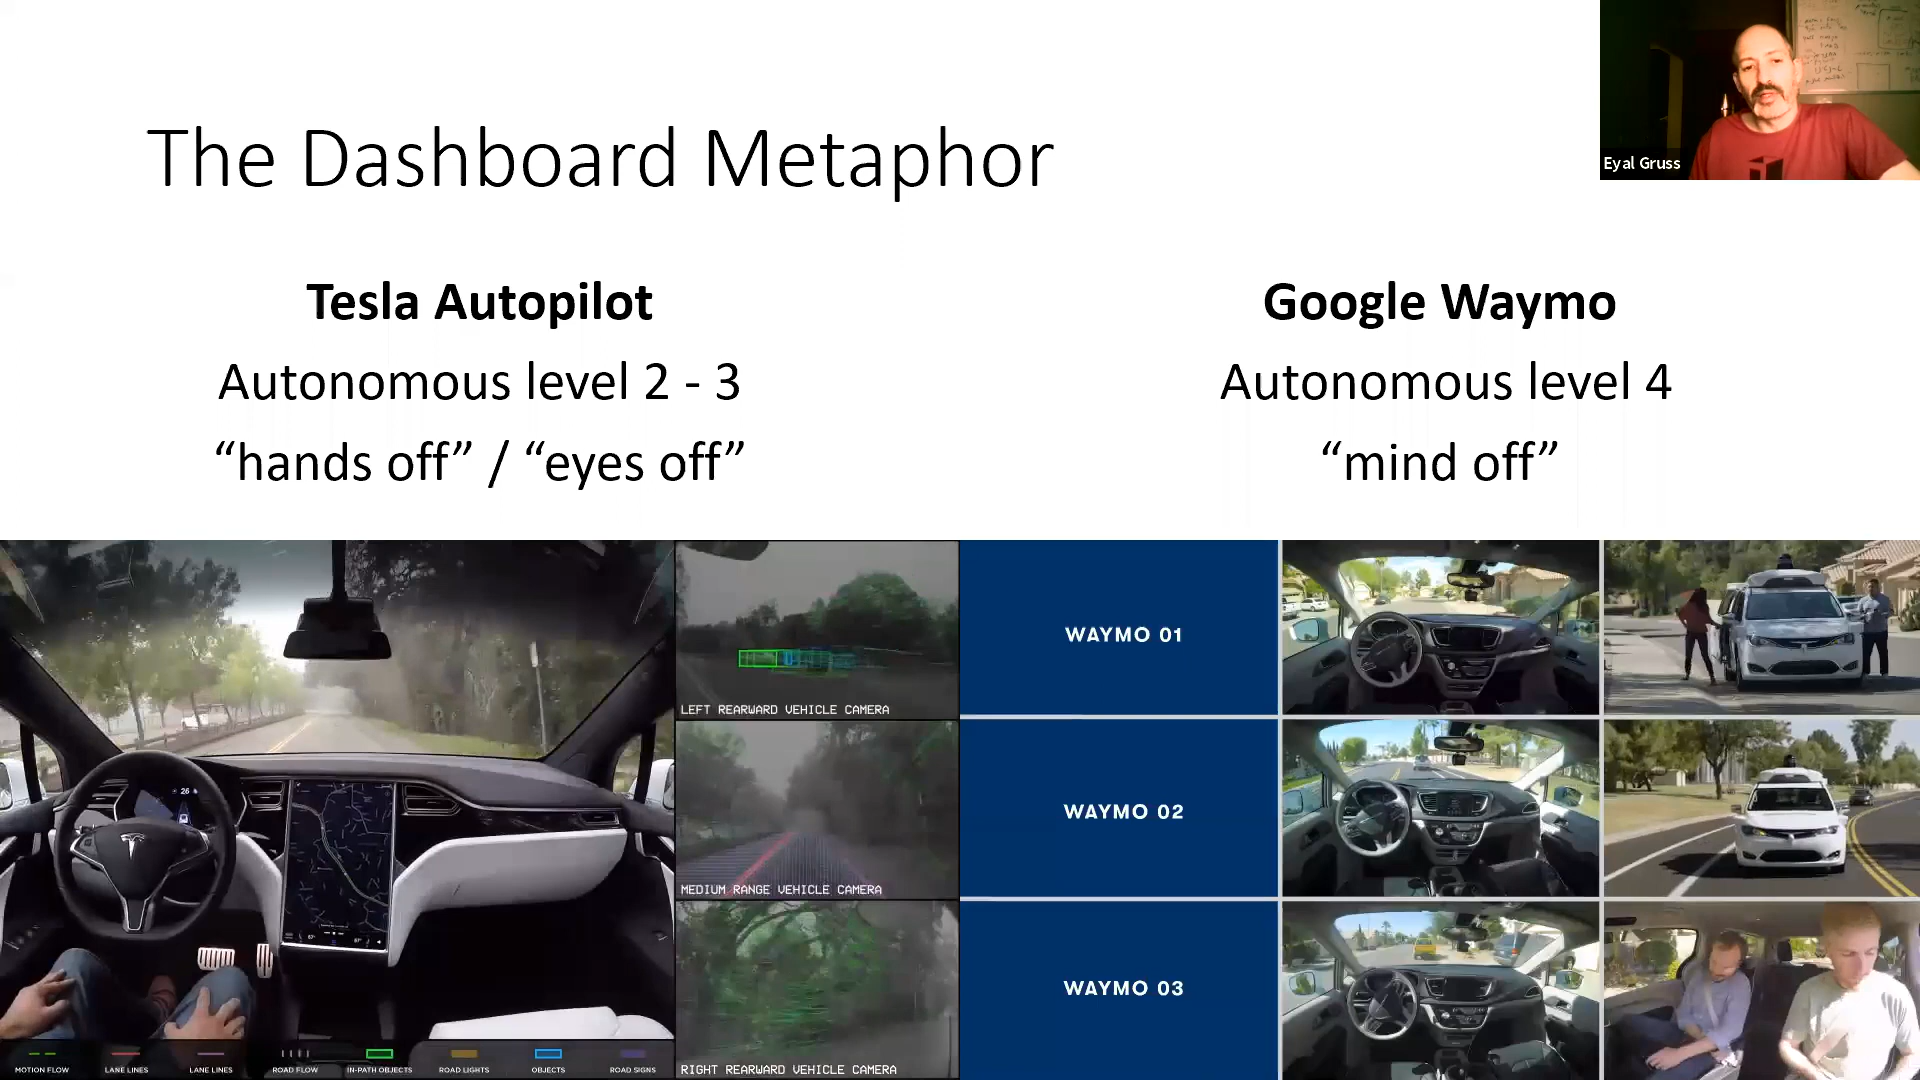 The Dashboard Metaphor
Eyal Gruss
Tesla Autopilot
Autonomous level 2 - 3
“hands off” / “eyes off”
Google Waymo
Autonomous level 4
“mind off”
26
LEFT REARWARD VEHICLE CAMERA
MEDIUM RANGE VEHICLE CAMERA
RIGHT REARWARD VEHICLE CAMERA
MOTION FLOW
LANE LINES
LANE LINES
ROAD FLOW
IN-PATH OBJECTS
ROAD LIGHTS
OBJECTS
ROAD SIGNS
WAYMO 01
WAYMO 02
WAYMO 03